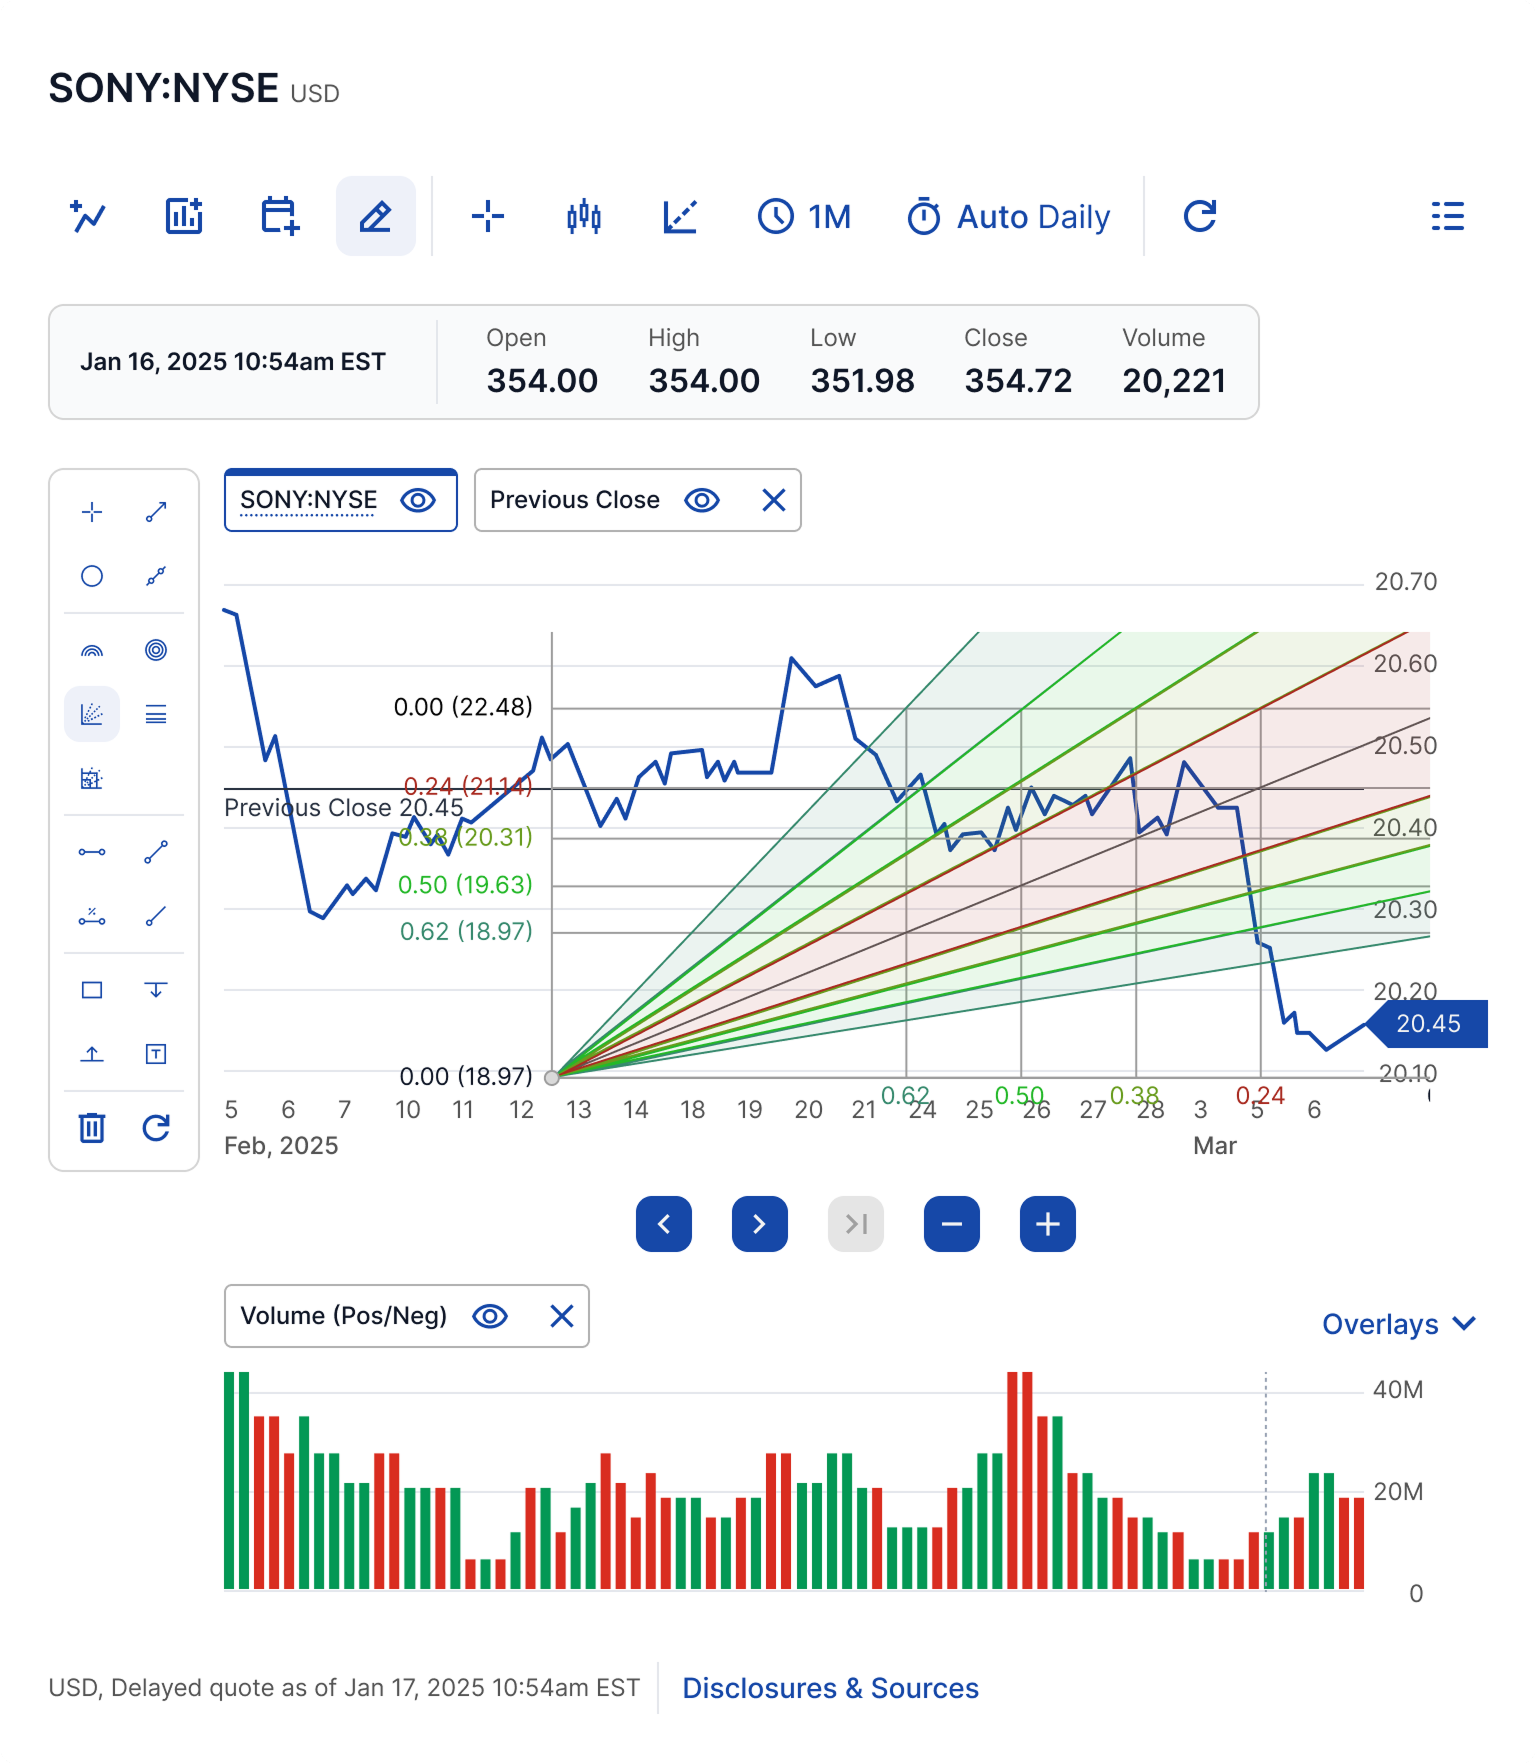 SONY:NYSE USD
1M
Auto Daily
Jan 16, 2025 10:54am EST
Open High Low Close Volume
354.00 354.00 351.98 354.72 20,221
SONY:NYSE
Previous Close
20.70
20.60
0.00 (22.48)
20.50
0.24 (21.14)
Previous Close 20.45
20.40
0.38 (20.31)
0.50 (19.63)
20.30
0.62 (18.97)
20.20
20.45
20.10
0.00 (18.97)
0.62 0.50 0.38 0.24
5 6 7 10 11 12 13 14 18 19 20 21 24 25 26 27 28 3 5 6
Feb, 2025 Mar
Volume (Pos/Neg)
Overlays
40M
20M
0
USD, Delayed quote as of Jan 17, 2025 10:54am EST
Disclosures & Sources